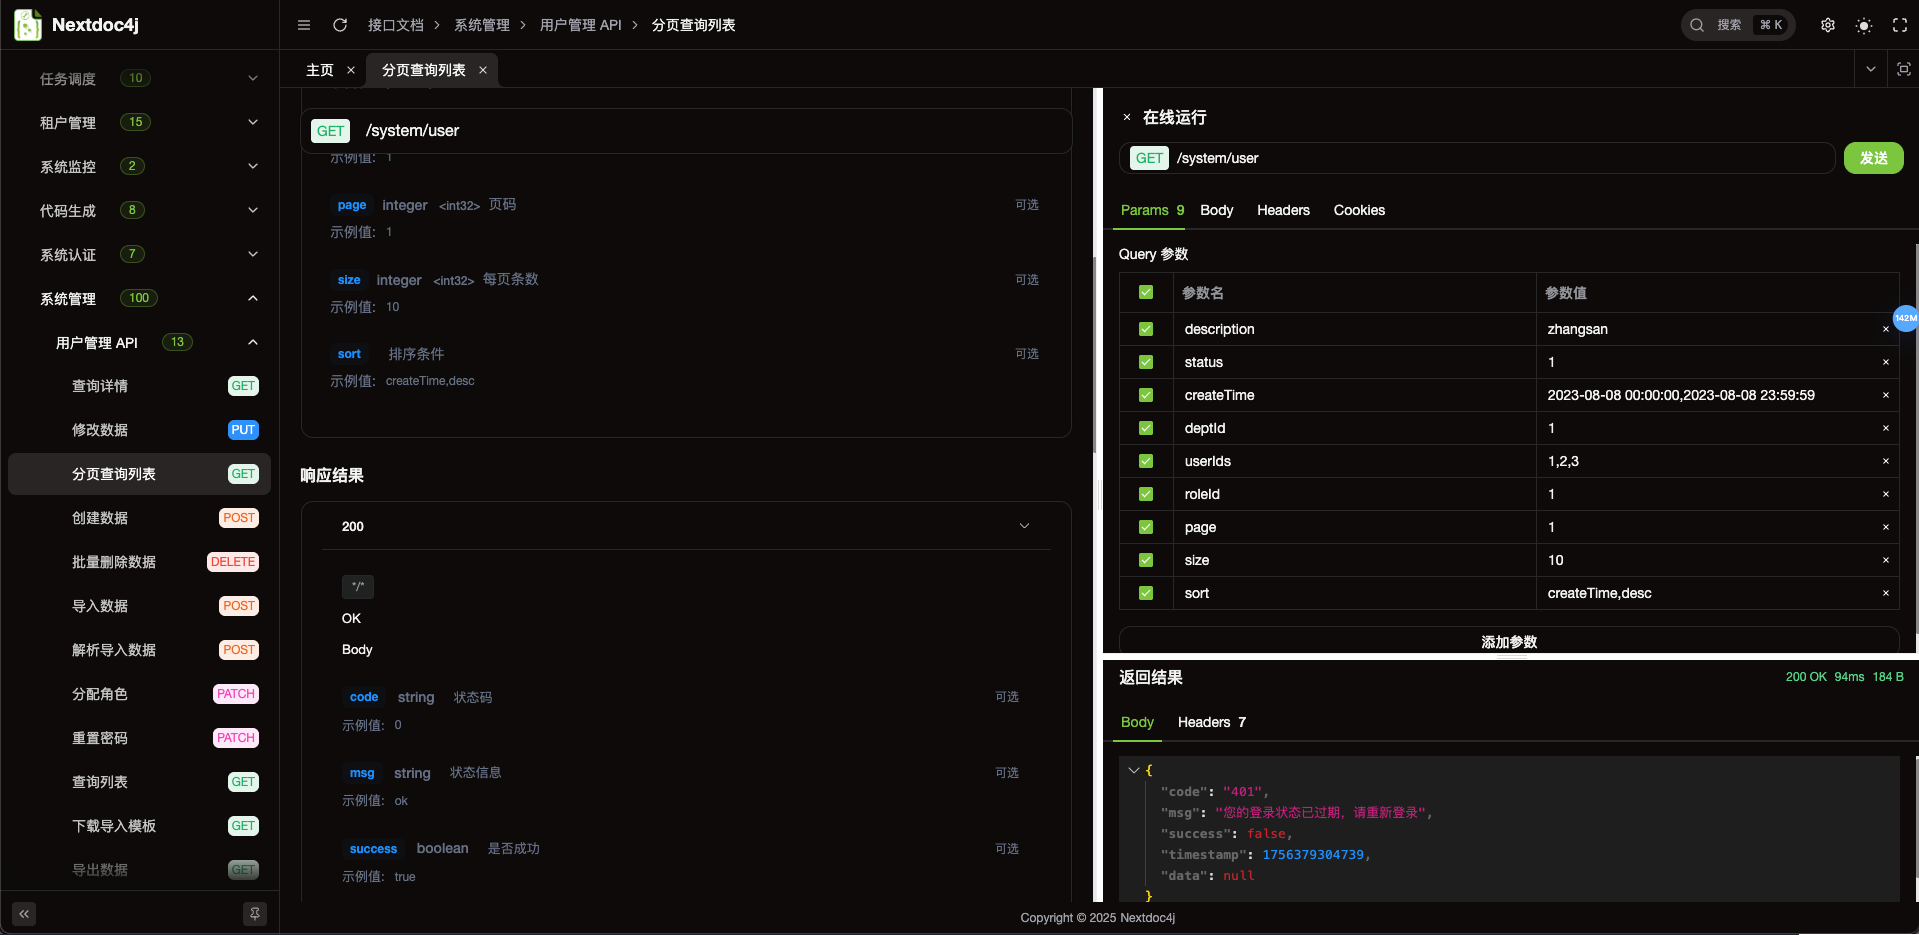 Nextdoc4j
接口文档 > 系统管理 > 用户管理 API > 分页查询列表
搜索 ⌘ K
任务调度 10
租户管理 15
系统监控 2
代码生成 8
系统认证 7
系统管理 100
用户管理 API 13
查询详情 GET
修改数据 PUT
分页查询列表 GET
创建数据 POST
批量删除数据 DELETE
导入数据 POST
解析导入数据 POST
分配角色 PATCH
重置密码 PATCH
查询列表 GET
下载导入模板 GET
导出数据 GET
主页 ×
分页查询列表 ×
GET /system/user
示例值: 1
page integer <int32> 页码 可选
示例值: 1
size integer <int32> 每页条数 可选
示例值: 10
sort 排序条件 可选
示例值: createTime,desc
响应结果
200
*/*
OK
Body
code string 状态码 可选
示例值: 0
msg string 状态信息 可选
示例值: ok
success boolean 是否成功 可选
示例值: true
× 在线运行
GET /system/user 发送
Params 9 Body Headers Cookies
Query 参数
参数名 参数值
description zhangsan ×
status 1 ×
createTime 2023-08-08 00:00:00,2023-08-08 23:59:59 ×
deptId 1 ×
userIds 1,2,3 ×
roleId 1 ×
page 1 ×
size 10 ×
sort createTime,desc ×
142M
添加参数
返回结果 200 OK 94ms 184 B
Body Headers 7
{
"code": "401",
"msg": "您的登录状态已过期，请重新登录",
"success": false,
"timestamp": 1756379304739,
"data": null
}
Copyright © 2025 Nextdoc4j